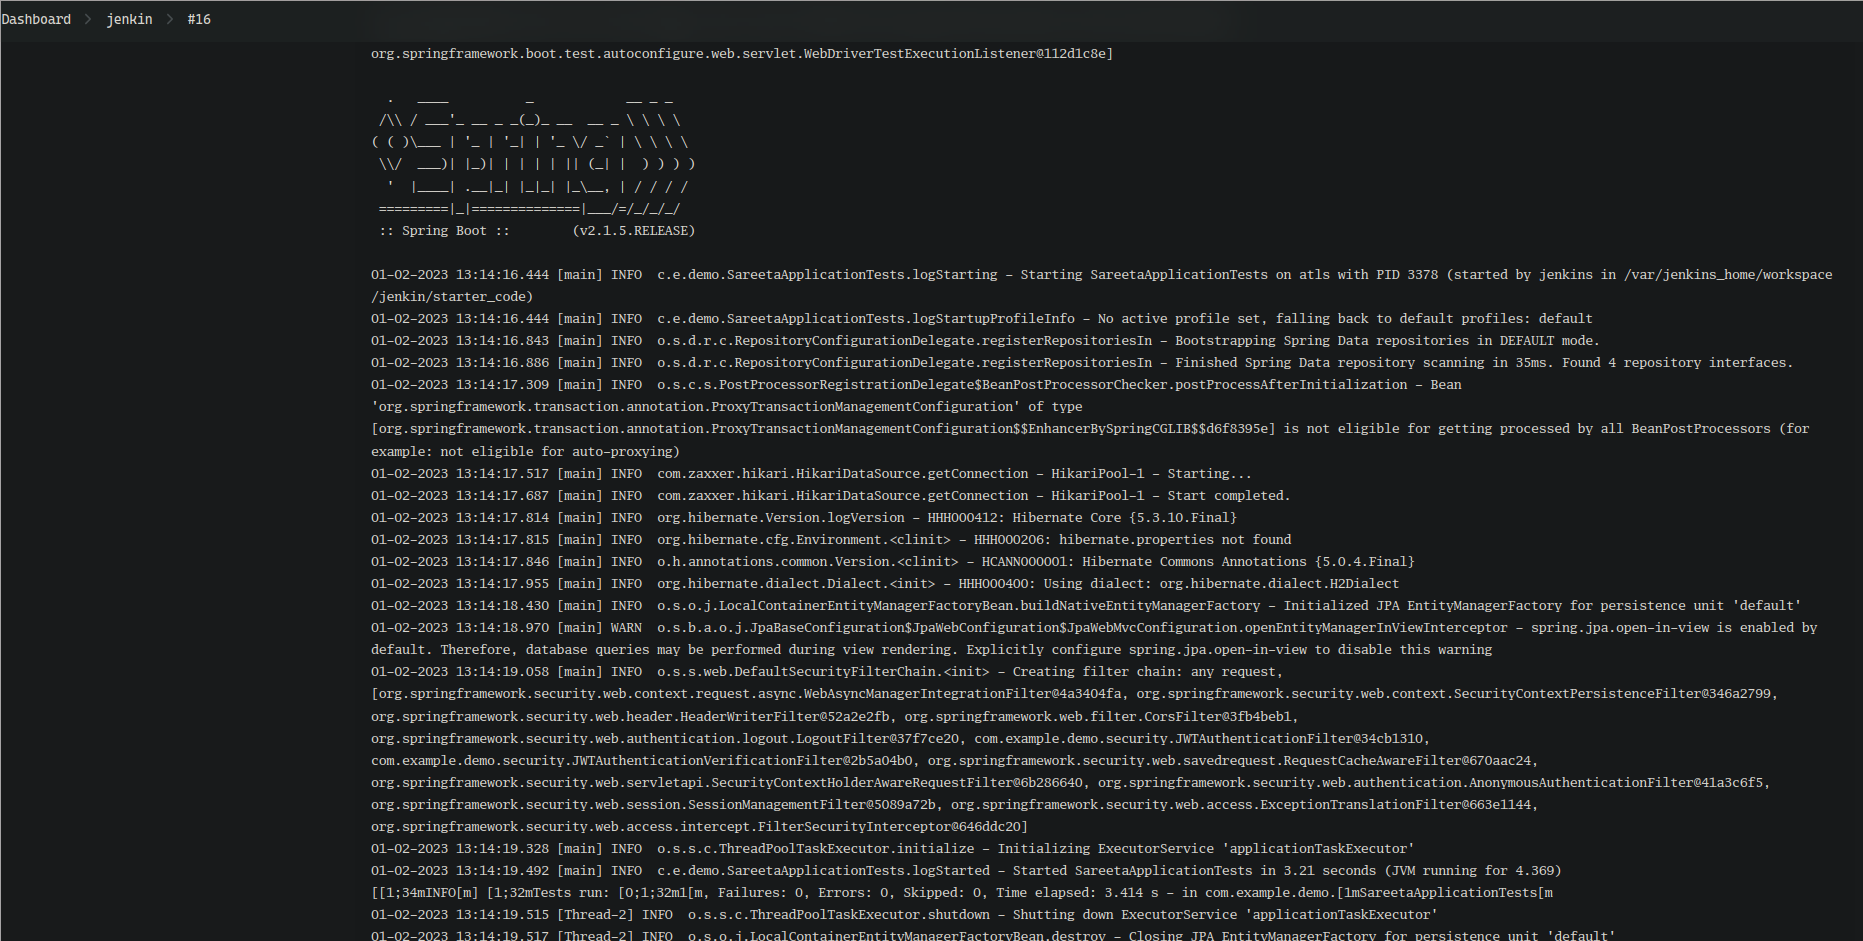 Dashboard > jenkin > #16
org.springframework.boot.test.autoconfigure.web.servlet.WebDriverTestExecutionListener@112d1c8e]
  .   ____          _            __ _ _
 /\\ / ___'_ __ _ _(_)_ __  __ _ \ \ \ \
( ( )\___ | '_ | '_| | '_ \/ _` | \ \ \ \
 \\/  ___)| |_)| | | | | || (_| |  ) ) ) )
  '  |____| .__|_| |_|_| |_\__, | / / / /
 =========|_|==============|___/=/_/_/_/
 :: Spring Boot ::        (v2.1.5.RELEASE)
01-02-2023 13:14:16.444 [main] INFO  c.e.demo.SareetaApplicationTests.logStarting - Starting SareetaApplicationTests on atls with PID 3378 (started by jenkins in /var/jenkins_home/workspace
/jenkin/starter_code)
01-02-2023 13:14:16.444 [main] INFO  c.e.demo.SareetaApplicationTests.logStartupProfileInfo - No active profile set, falling back to default profiles: default
01-02-2023 13:14:16.843 [main] INFO  o.s.d.r.c.RepositoryConfigurationDelegate.registerRepositoriesIn - Bootstrapping Spring Data repositories in DEFAULT mode.
01-02-2023 13:14:16.886 [main] INFO  o.s.d.r.c.RepositoryConfigurationDelegate.registerRepositoriesIn - Finished Spring Data repository scanning in 35ms. Found 4 repository interfaces.
01-02-2023 13:14:17.309 [main] INFO  o.s.c.s.PostProcessorRegistrationDelegate$BeanPostProcessorChecker.postProcessAfterInitialization - Bean
'org.springframework.transaction.annotation.ProxyTransactionManagementConfiguration' of type
[org.springframework.transaction.annotation.ProxyTransactionManagementConfiguration$$EnhancerBySpringCGLIB$$d6f8395e] is not eligible for getting processed by all BeanPostProcessors (for
example: not eligible for auto-proxying)
01-02-2023 13:14:17.517 [main] INFO  com.zaxxer.hikari.HikariDataSource.getConnection - HikariPool-1 - Starting...
01-02-2023 13:14:17.687 [main] INFO  com.zaxxer.hikari.HikariDataSource.getConnection - HikariPool-1 - Start completed.
01-02-2023 13:14:17.814 [main] INFO  org.hibernate.Version.logVersion - HHH000412: Hibernate Core {5.3.10.Final}
01-02-2023 13:14:17.815 [main] INFO  org.hibernate.cfg.Environment.<clinit> - HHH000206: hibernate.properties not found
01-02-2023 13:14:17.846 [main] INFO  o.h.annotations.common.Version.<clinit> - HCANN000001: Hibernate Commons Annotations {5.0.4.Final}
01-02-2023 13:14:17.955 [main] INFO  org.hibernate.dialect.Dialect.<init> - HHH000400: Using dialect: org.hibernate.dialect.H2Dialect
01-02-2023 13:14:18.430 [main] INFO  o.s.o.j.LocalContainerEntityManagerFactoryBean.buildNativeEntityManagerFactory - Initialized JPA EntityManagerFactory for persistence unit 'default'
01-02-2023 13:14:18.970 [main] WARN  o.s.b.a.o.j.JpaBaseConfiguration$JpaWebConfiguration$JpaWebMvcConfiguration.openEntityManagerInViewInterceptor - spring.jpa.open-in-view is enabled by
default. Therefore, database queries may be performed during view rendering. Explicitly configure spring.jpa.open-in-view to disable this warning
01-02-2023 13:14:19.058 [main] INFO  o.s.s.web.DefaultSecurityFilterChain.<init> - Creating filter chain: any request,
[org.springframework.security.web.context.request.async.WebAsyncManagerIntegrationFilter@4a3404fa, org.springframework.security.web.context.SecurityContextPersistenceFilter@346a2799,
org.springframework.security.web.header.HeaderWriterFilter@52a2e2fb, org.springframework.web.filter.CorsFilter@3fb4beb1,
org.springframework.security.web.authentication.logout.LogoutFilter@37f7ce20, com.example.demo.security.JWTAuthenticationFilter@34cb1310,
com.example.demo.security.JWTAuthenticationVerificationFilter@2b5a04b0, org.springframework.security.web.savedrequest.RequestCacheAwareFilter@670aac24,
org.springframework.security.web.servletapi.SecurityContextHolderAwareRequestFilter@6b286640, org.springframework.security.web.authentication.AnonymousAuthenticationFilter@41a3c6f5,
org.springframework.security.web.session.SessionManagementFilter@5089a72b, org.springframework.security.web.access.ExceptionTranslationFilter@663e1144,
org.springframework.security.web.access.intercept.FilterSecurityInterceptor@646ddc20]
01-02-2023 13:14:19.328 [main] INFO  o.s.s.c.ThreadPoolTaskExecutor.initialize - Initializing ExecutorService 'applicationTaskExecutor'
01-02-2023 13:14:19.492 [main] INFO  c.e.demo.SareetaApplicationTests.logStarted - Started SareetaApplicationTests in 3.21 seconds (JVM running for 4.369)
[[1;34mINFO[m] [1;32mTests run: [0;1;32m1[m, Failures: 0, Errors: 0, Skipped: 0, Time elapsed: 3.414 s - in com.example.demo.[1mSareetaApplicationTests[m
01-02-2023 13:14:19.515 [Thread-2] INFO  o.s.s.c.ThreadPoolTaskExecutor.shutdown - Shutting down ExecutorService 'applicationTaskExecutor'
01-02-2023 13:14:19.517 [Thread-2] INFO  o.s.o.j.LocalContainerEntityManagerFactoryBean.destroy - Closing JPA EntityManagerFactory for persistence unit 'default'